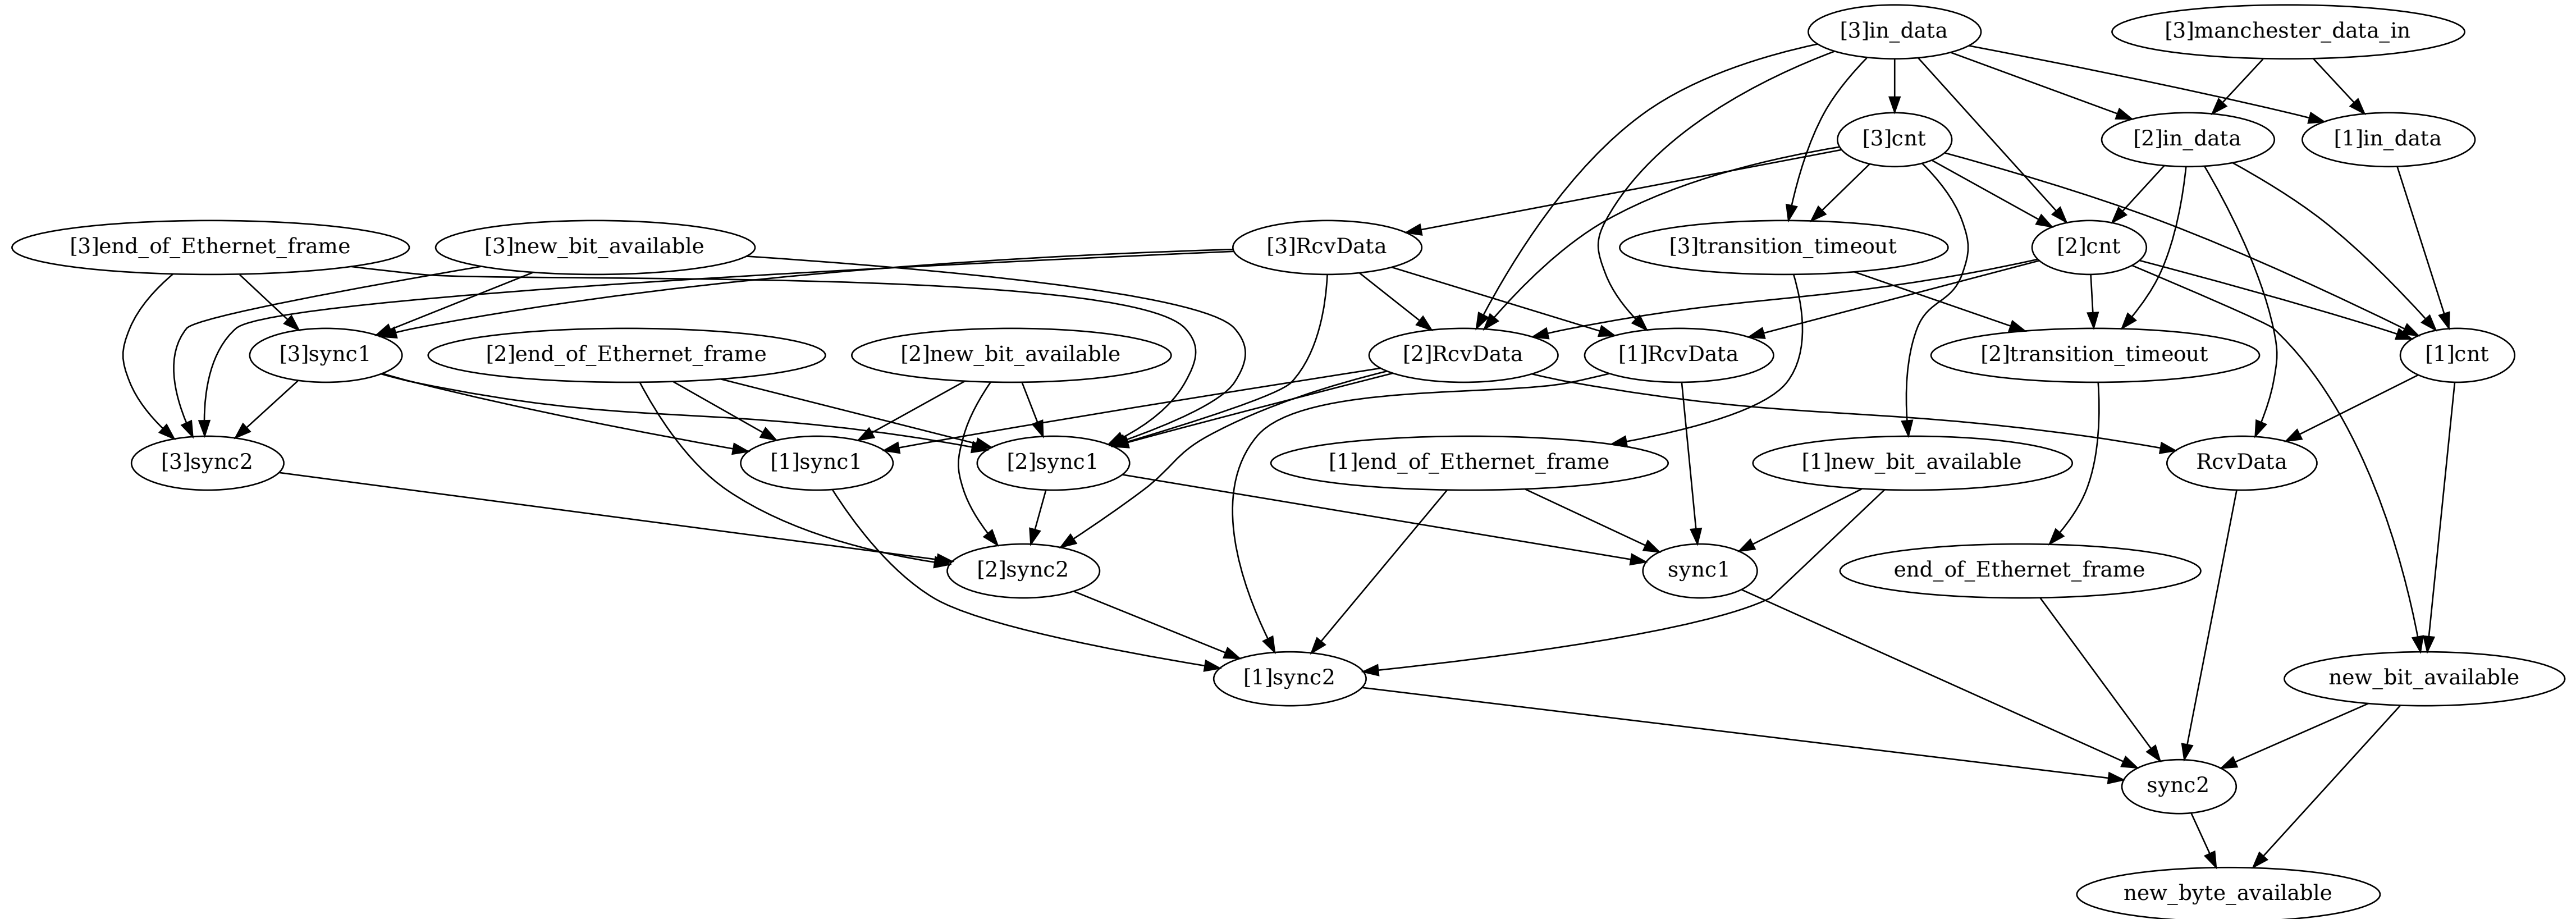 [3]in_data
[3]manchester_data_in
[3]cnt
[2]in_data
[1]in_data
[3]end_of_Ethernet_frame
[3]new_bit_available
[3]RcvData
[3]transition_timeout
[2]cnt
[3]sync1
[2]end_of_Ethernet_frame
[2]new_bit_available
[2]RcvData
[1]RcvData
[2]transition_timeout
[1]cnt
[3]sync2
[1]sync1
[2]sync1
[1]end_of_Ethernet_frame
[1]new_bit_available
RcvData
[2]sync2
sync1
end_of_Ethernet_frame
[1]sync2
new_bit_available
sync2
new_byte_available